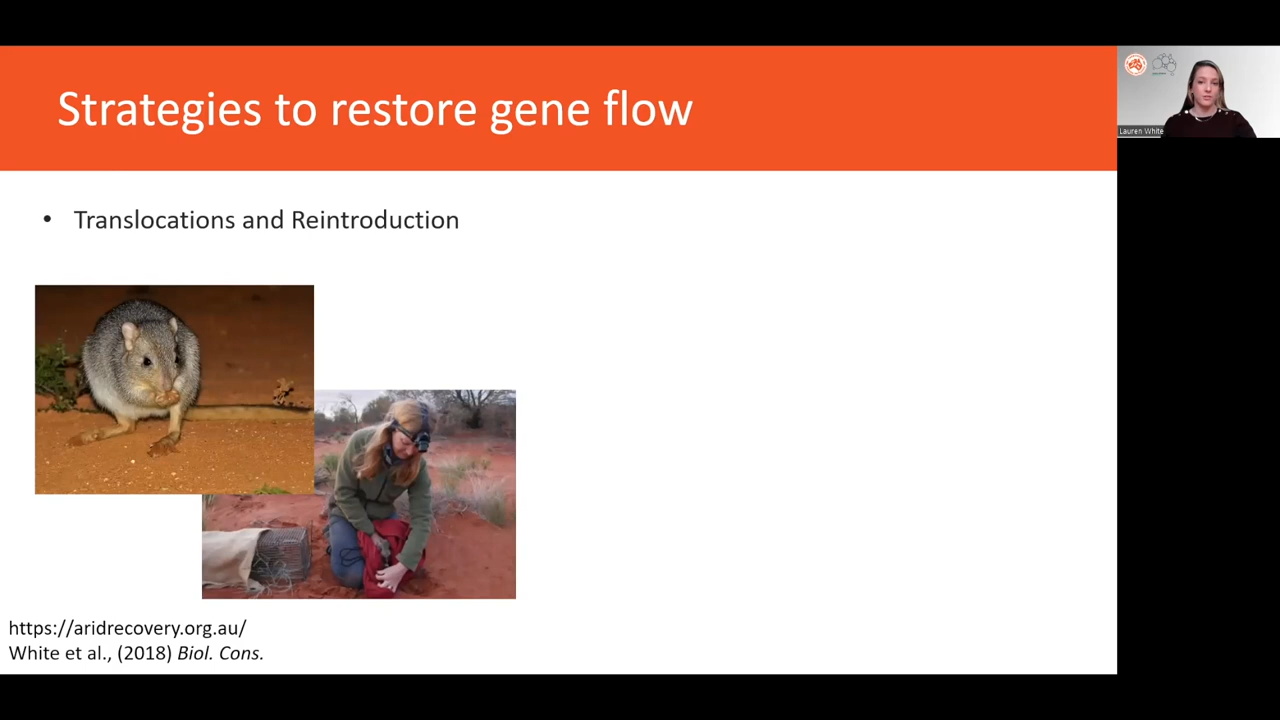 Strategies to restore gene flow
Lauren White
• Translocations and Reintroduction
https://aridrecovery.org.au/
White et al., (2018) Biol. Cons.